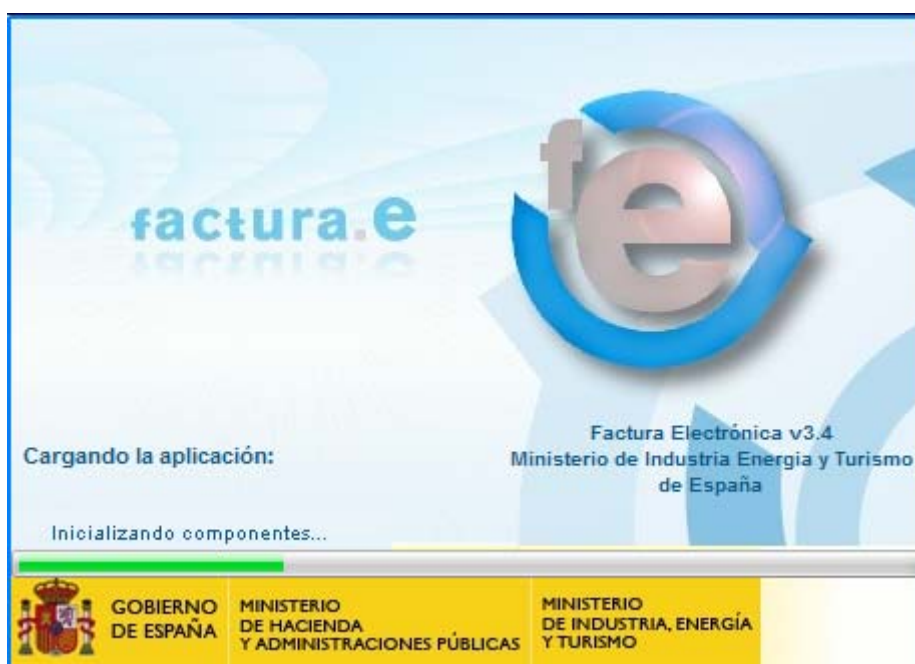 factura.e
fe
Factura Electrónica v3.4
Ministerio de Industria Energia y Turismo
de España
Cargando la aplicación:
Inicializando componentes...
GOBIERNO
DE ESPAÑA
MINISTERIO
DE HACIENDA
Y ADMINISTRACIONES PÚBLICAS
MINISTERIO
DE INDUSTRIA, ENERGÍA
Y TURISMO